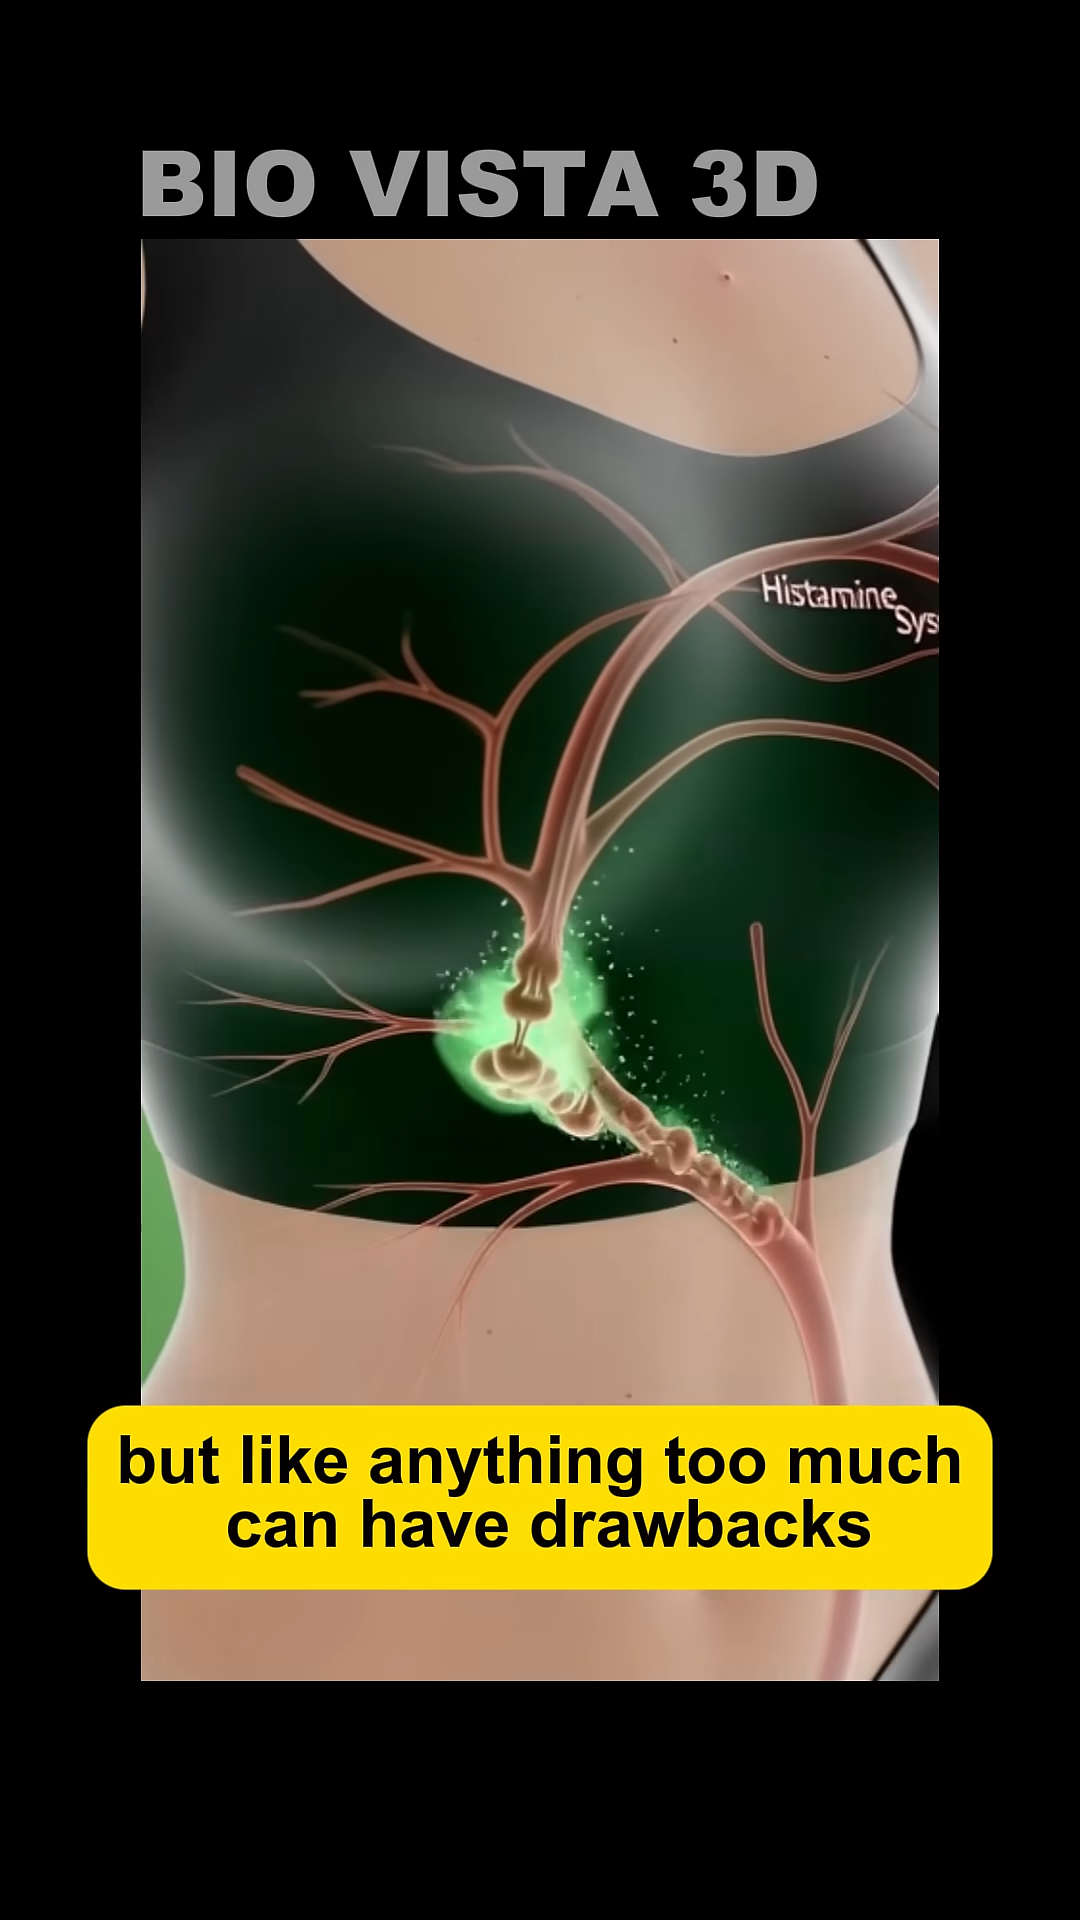 BIO VISTA 3D
Histamine
Sys
but like anything too much
can have drawbacks